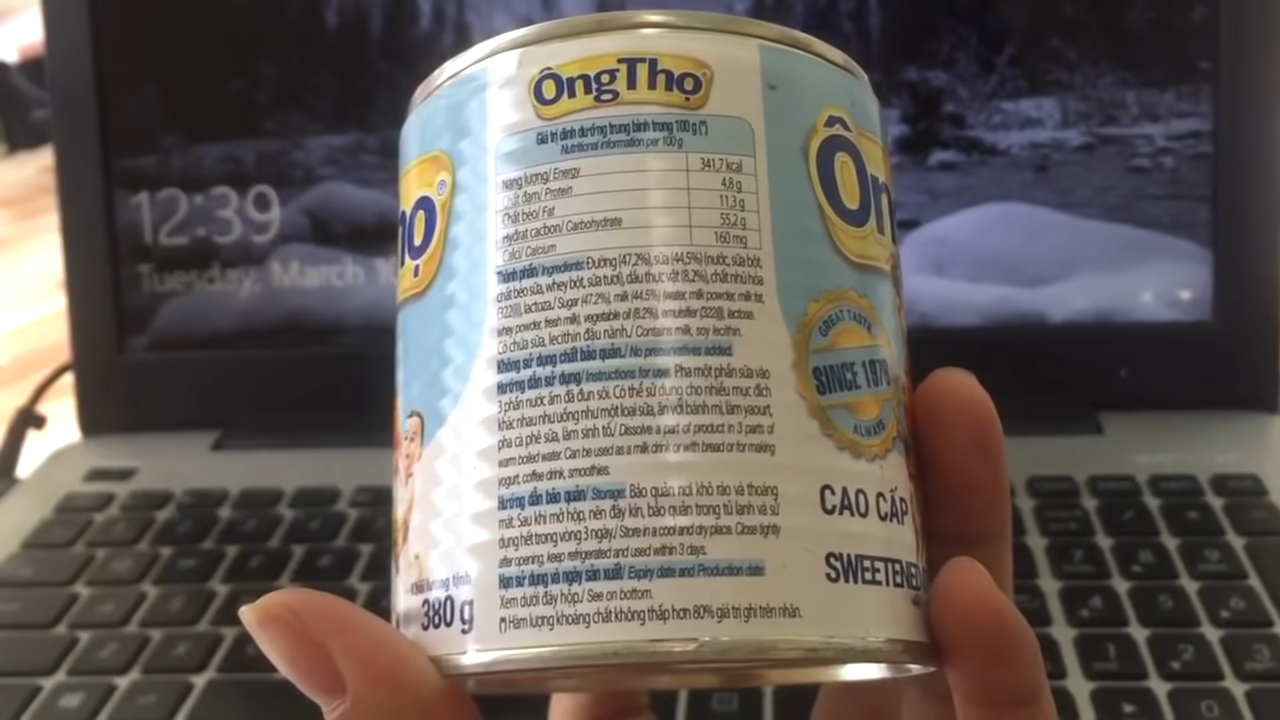 ÔngThọ
Giá trị dinh dưỡng trung bình trong 100 g (*)
Nutritional information per 100 g
Năng lượng/ Energy 341,7 kcal
Chất đạm/ Protein 4,8 g
Chất béo/ Fat 11,3 g
Hydrat cacbon/ Carbohydrate 55,2 g
Calci/ Calcium 160 mg
Thành phần/ Ingredients: Đường (47,2%), sữa (44,5%) (nước, sữa bột,
chất béo sữa, whey bột, sữa tươi), dầu thực vật (8,2%), chất nhũ hóa
(322(i)), lactoza./ Sugar (47.2%), milk (44.5%) (water, milk powder, milk fat,
whey powder, fresh milk), vegetable oil (8.2%), emulsifier (322(i)), lactose.
Có chứa sữa, lecithin đậu nành./ Contains milk, soy lecithin.
Không sử dụng chất bảo quản./ No preservatives added.
Hướng dẫn sử dụng/ Instructions for use: Pha một phần sữa vào
3 phần nước ấm đã đun sôi. Có thể sử dụng cho nhiều mục đích
khác nhau như uống như một loại sữa, ăn với bánh mì, làm yaourt,
pha cà phê sữa, làm sinh tố./ Dissolve a part of product in 3 parts of
warm boiled water. Can be used as a milk drink or with bread or for making
yogurt, coffee drink, smoothies.
Hướng dẫn bảo quản/ Storage: Bảo quản nơi khô ráo và thoáng
mát. Sau khi mở hộp, nên đậy kín, bảo quản trong tủ lạnh và sử
dụng hết trong vòng 3 ngày./ Store in a cool and dry place. Close tightly
after opening, keep refrigerated and used within 3 days.
Hạn sử dụng và ngày sản xuất/ Expiry date and Production date:
Xem dưới đáy hộp./ See on bottom.
(*) Hàm lượng khoáng chất không thấp hơn 80% giá trị ghi trên nhãn.
họ
lượng tịnh
380 g
Ôn
GREAT TASTE
SINCE 1976
ALWAYS
CAO CẤP
SWEETENED
12:39
Tuesday, March